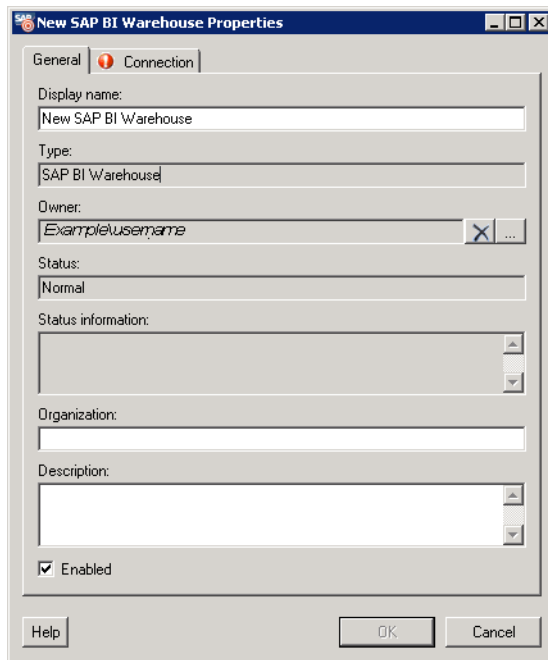 SAP New SAP BI Warehouse Properties
General Connection
Display name:
New SAP BI Warehouse
Type:
SAP BI Warehouse
Owner:
Example\username
...
Status:
Normal
Status information:
Organization:
Description:
Enabled
Help OK Cancel